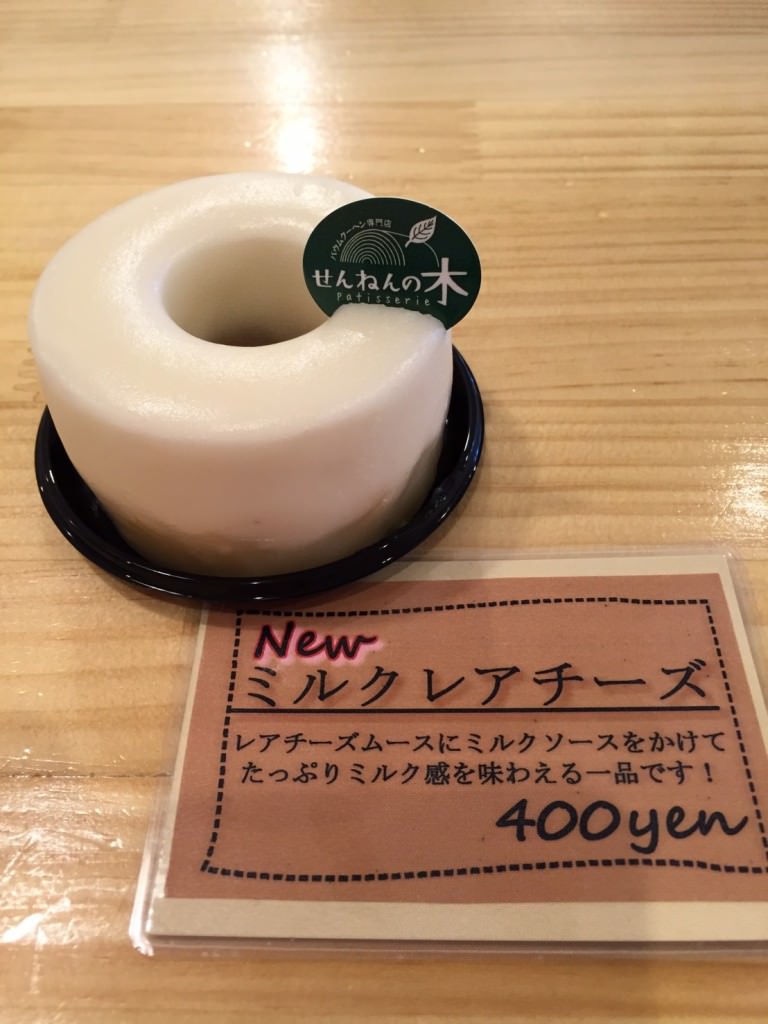 バウムクーヘン専門店
せんねんの木
patisserie
New
ミルクレアチーズ
レアチーズムースにミルクソースをかけて
たっぷりミルク感を味わえる一品です！
400yen